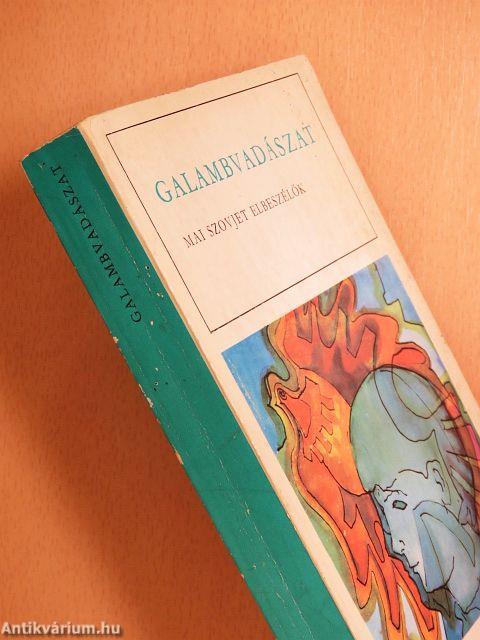 GALAMBVADÁSZAT
MAI SZOVJET ELBESZÉLŐK
GALAMBVADÁSZAT
Antikvárium.hu